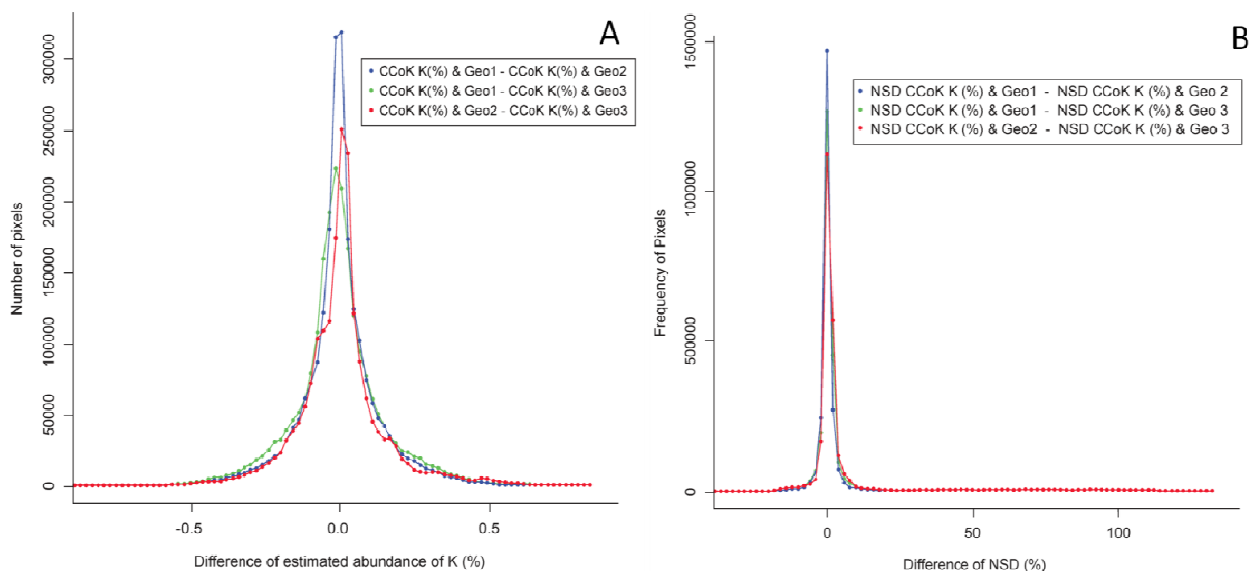 A
300000
250000
200000
150000
100000
50000
0
Number of pixels
CCoK K(%) & Geo1 - CCoK K(%) & Geo2
CCoK K(%) & Geo1 - CCoK K(%) & Geo3
CCoK K(%) & Geo2 - CCoK K(%) & Geo3
-0.5
0.0
0.5
Difference of estimated abundance of K (%)
B
1500000
1000000
500000
0
Frequency of Pixels
NSD CCoK K (%) & Geo1 - NSD CCoK K (%) & Geo 2
NSD CCoK K (%) & Geo1 - NSD CCoK K (%) & Geo 3
NSD CCoK K (%) & Geo2 - NSD CCoK K (%) & Geo 3
0
50
100
Difference of NSD (%)